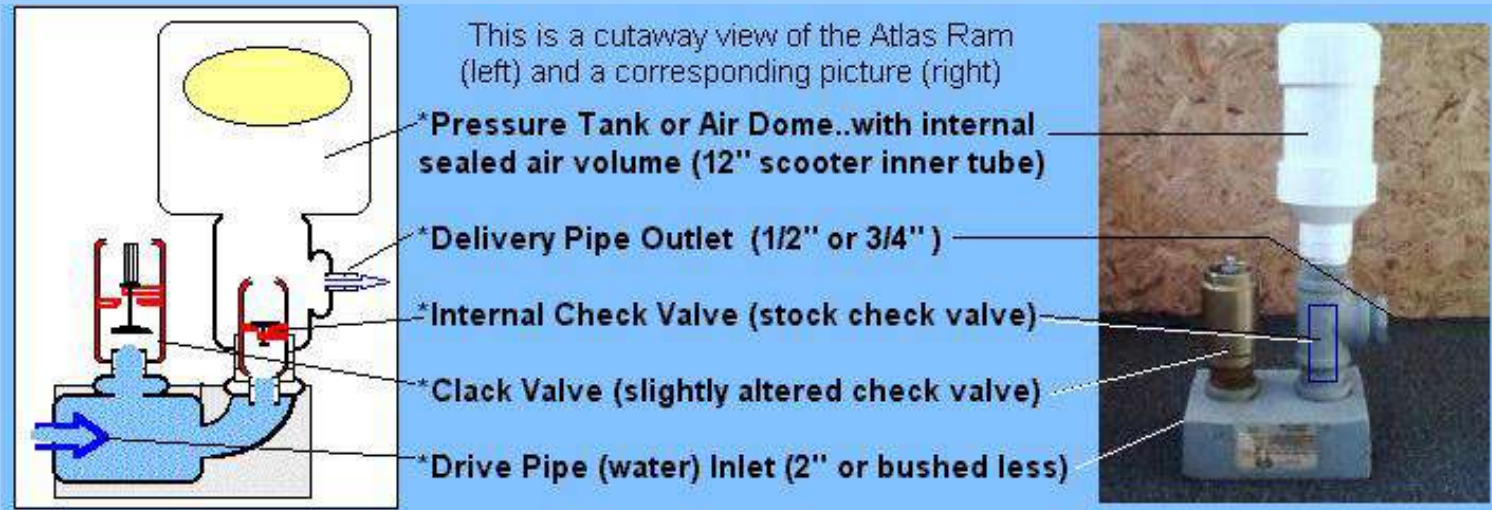 This is a cutaway view of the Atlas Ram
(left) and a corresponding picture (right)
*Pressure Tank or Air Dome..with internal
sealed air volume (12" scooter inner tube)
*Delivery Pipe Outlet (1/2" or 3/4" )
*Internal Check Valve (stock check valve)
*Clack Valve (slightly altered check valve)
*Drive Pipe (water) Inlet (2" or bushed less)